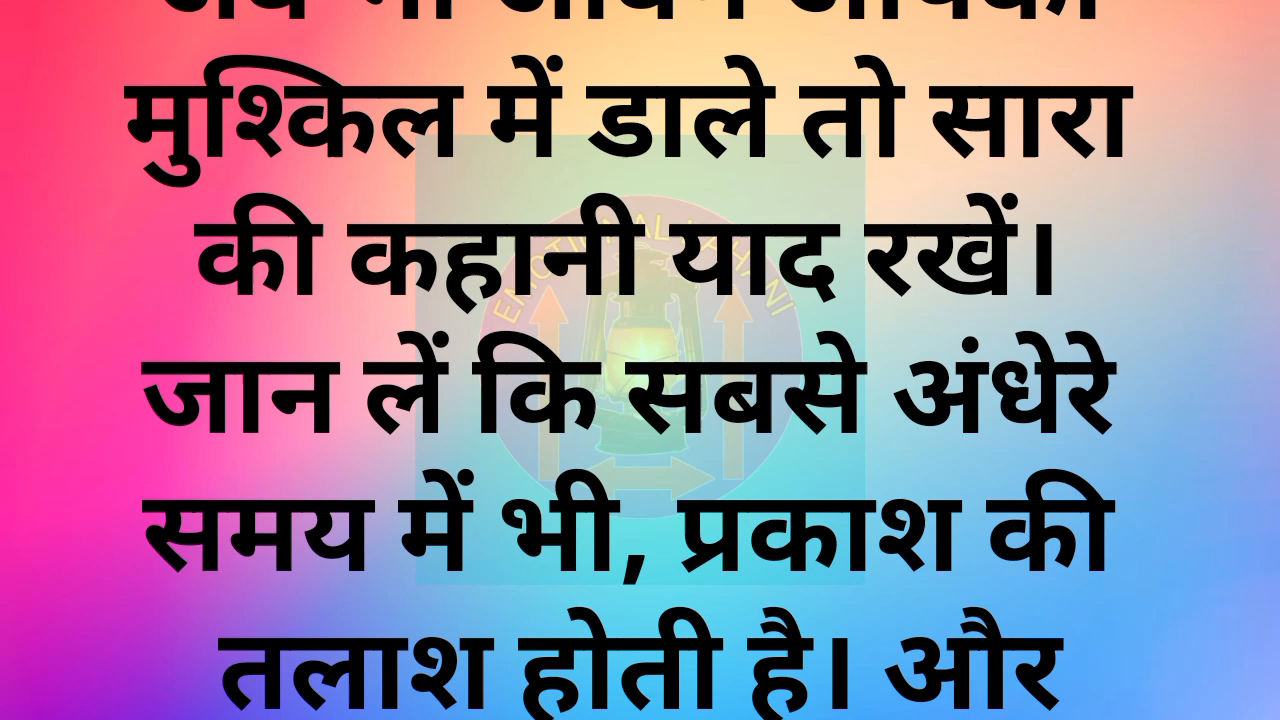 मुश्किल में डाले तो सारा
की कहानी याद रखें।
जान लें कि सबसे अंधेरे
समय में भी, प्रकाश की
तलाश होती है। और